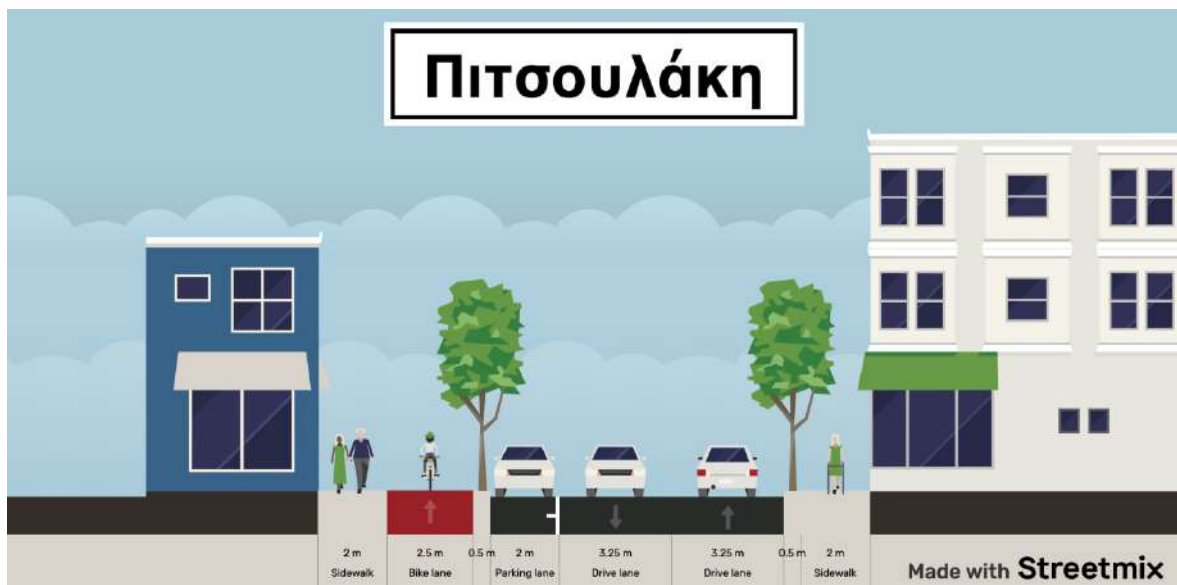 Πιτσουλάκη
2 m 2.5 m 0.5 m 2 m 3.25 m 3.25 m 0.5 m 2 m
Sidewalk Bike lane Parking lane Drive lane Drive lane Sidewalk
Made with Streetmix